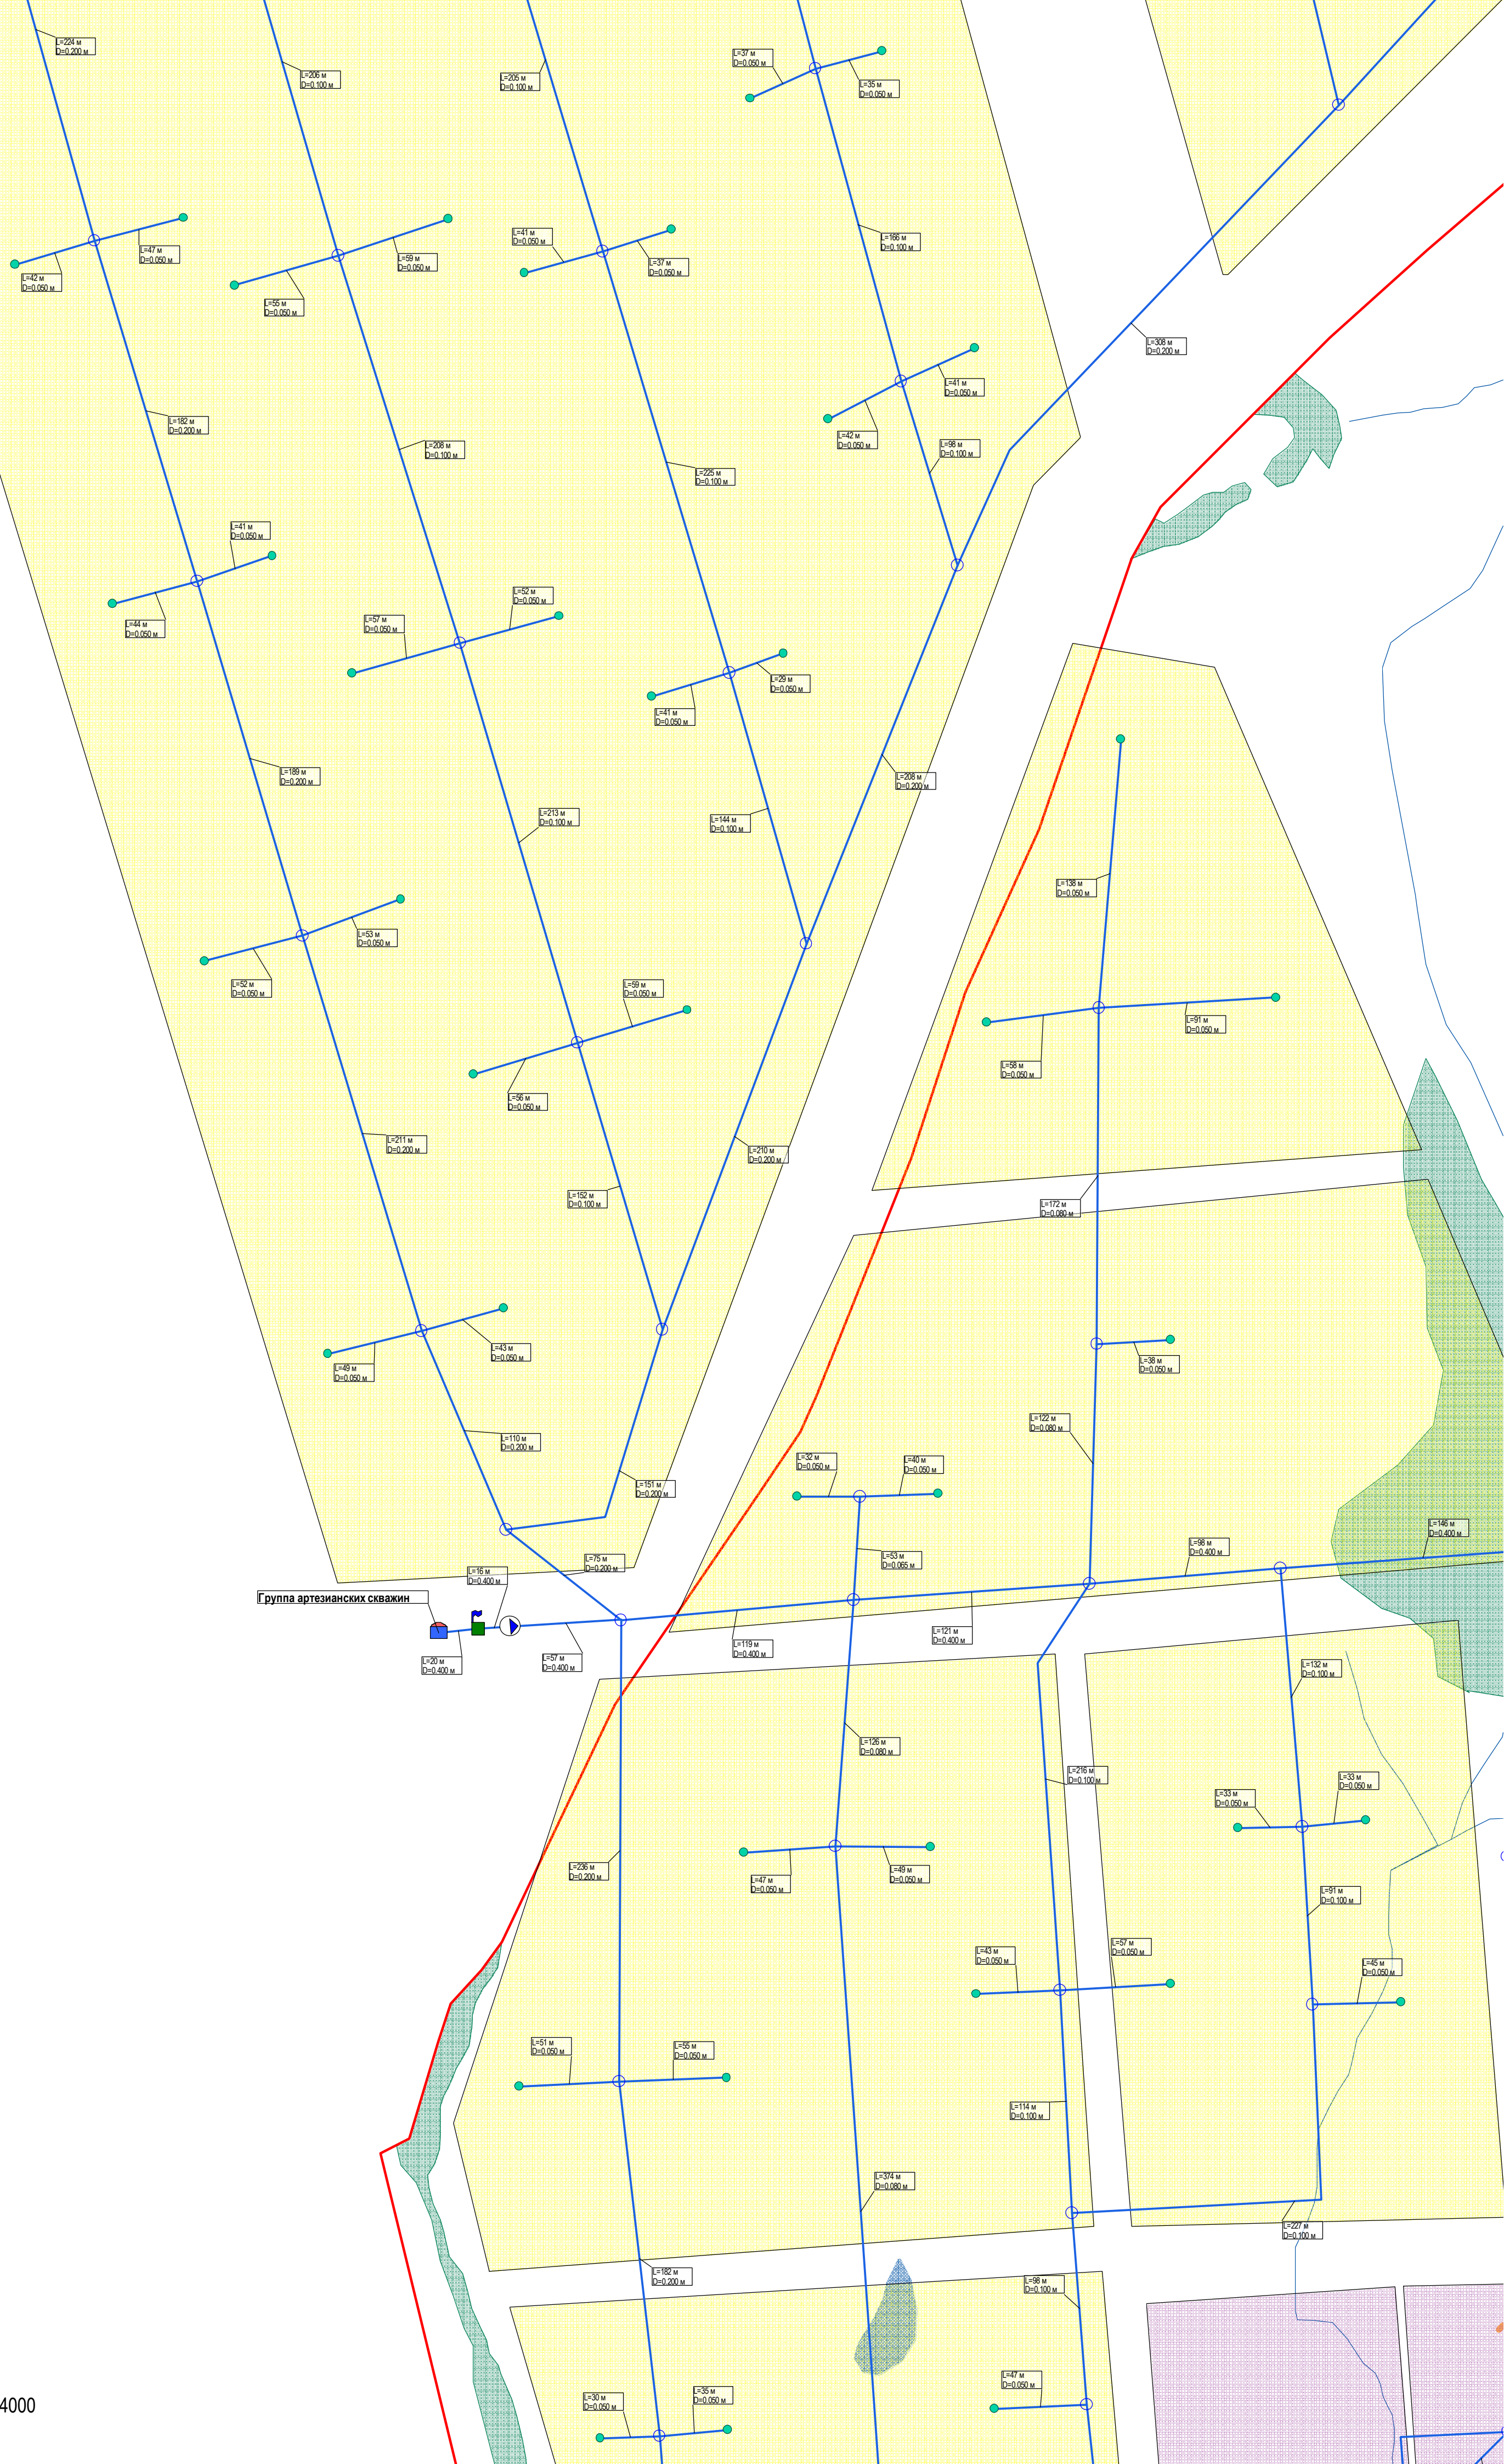 L=224 м
D=0.200 м
L=206 м
D=0.100 м
L=205 м
D=0.100 м
L=37 м
D=0.050 м
L=35 м
D=0.050 м
L=47 м
D=0.050 м
L=42 м
D=0.050 м
L=59 м
D=0.050 м
L=55 м
D=0.050 м
L=41 м
D=0.050 м
L=37 м
D=0.050 м
L=166 м
D=0.100 м
L=308 м
D=0.200 м
L=41 м
D=0.050 м
L=182 м
D=0.200 м
L=208 м
D=0.100 м
L=42 м
D=0.050 м
L=98 м
D=0.100 м
L=225 м
D=0.100 м
L=41 м
D=0.050 м
L=44 м
D=0.050 м
L=57 м
D=0.050 м
L=52 м
D=0.050 м
L=29 м
D=0.050 м
L=41 м
D=0.050 м
L=189 м
D=0.200 м
L=208 м
D=0.200 м
L=213 м
D=0.100 м
L=144 м
D=0.100 м
L=138 м
D=0.050 м
L=53 м
D=0.050 м
L=52 м
D=0.050 м
L=59 м
D=0.050 м
L=91 м
D=0.050 м
L=58 м
D=0.050 м
L=56 м
D=0.050 м
L=211 м
D=0.200 м
L=210 м
D=0.200 м
L=152 м
D=0.100 м
L=172 м
D=0.080 м
L=43 м
D=0.050 м
L=49 м
D=0.050 м
L=38 м
D=0.050 м
L=122 м
D=0.080 м
L=110 м
D=0.200 м
L=32 м
D=0.050 м
L=40 м
D=0.050 м
L=151 м
D=0.200 м
L=146 м
D=0.400 м
L=98 м
D=0.400 м
L=53 м
D=0.065 м
L=75 м
D=0.200 м
L=16 м
D=0.400 м
Группа артезианских скважин
L=20 м
D=0.400 м
L=57 м
D=0.400 м
L=119 м
D=0.400 м
L=121 м
D=0.400 м
L=132 м
D=0.100 м
L=126 м
D=0.080 м
L=216 м
D=0.100 м
L=33 м
D=0.050 м
L=33 м
D=0.050 м
L=236 м
D=0.200 м
L=47 м
D=0.050 м
L=49 м
D=0.050 м
L=91 м
D=0.100 м
L=43 м
D=0.050 м
L=57 м
D=0.050 м
L=45 м
D=0.050 м
L=51 м
D=0.050 м
L=55 м
D=0.050 м
L=114 м
D=0.100 м
L=374 м
D=0.080 м
L=227 м
D=0.100 м
L=182 м
D=0.200 м
L=98 м
D=0.100 м
L=47 м
D=0.050 м
L=30 м
D=0.050 м
L=35 м
D=0.050 м
4000